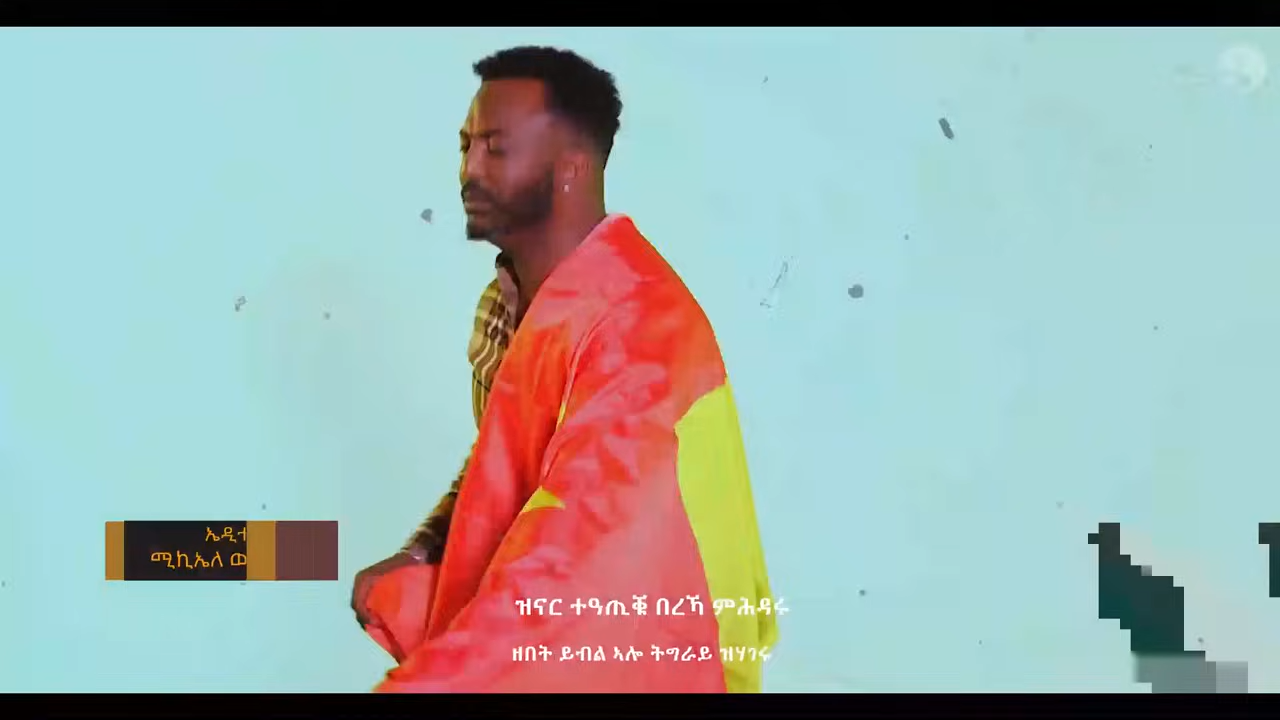 ኤዲተ
ሚኪኤለ ወ
ዝናር ተዓጢቑ በረኻ ምሕዳሩ
ዘበት ይብል ኣሎ ትግራይ ዝሃገሩ